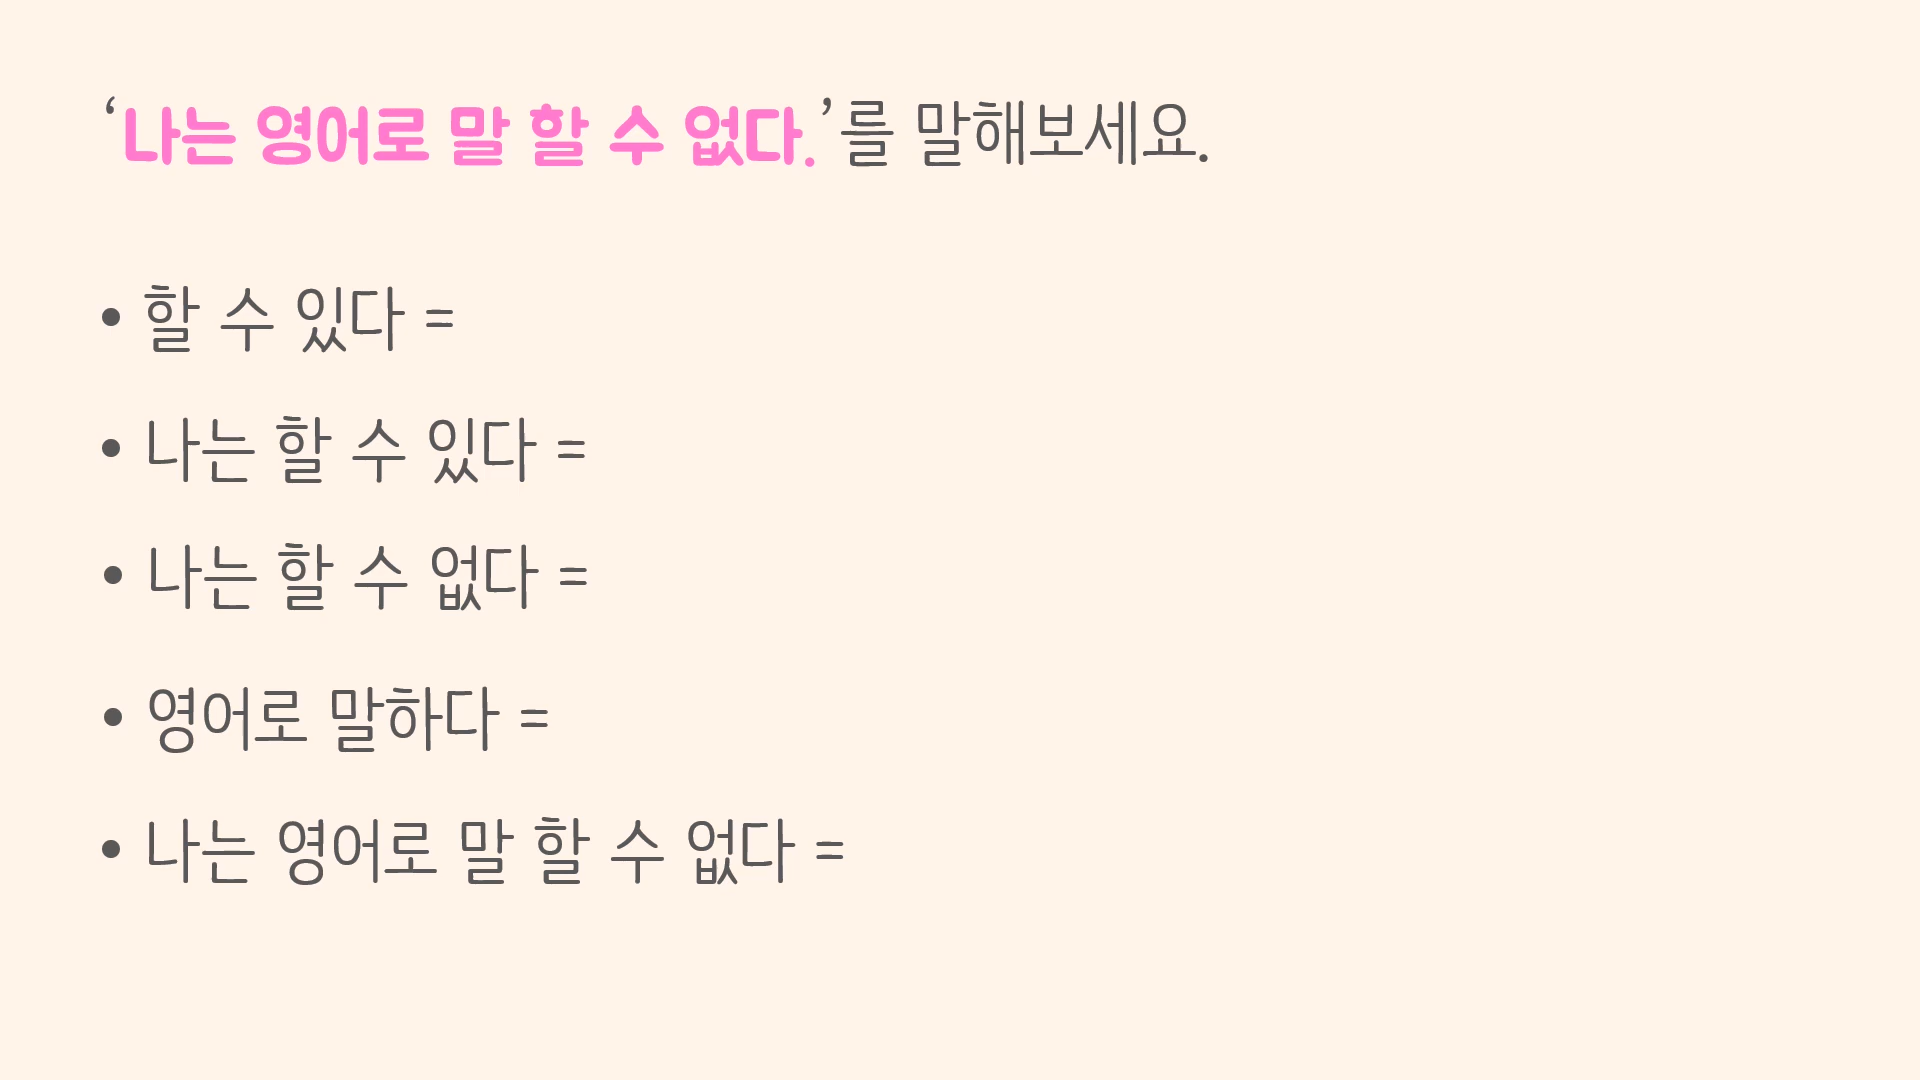 ‘나는 영어로 말 할 수 없다.’를 말해보세요.
• 할 수 있다 =
• 나는 할 수 있다 =
• 나는 할 수 없다 =
• 영어로 말하다 =
• 나는 영어로 말 할 수 없다 =